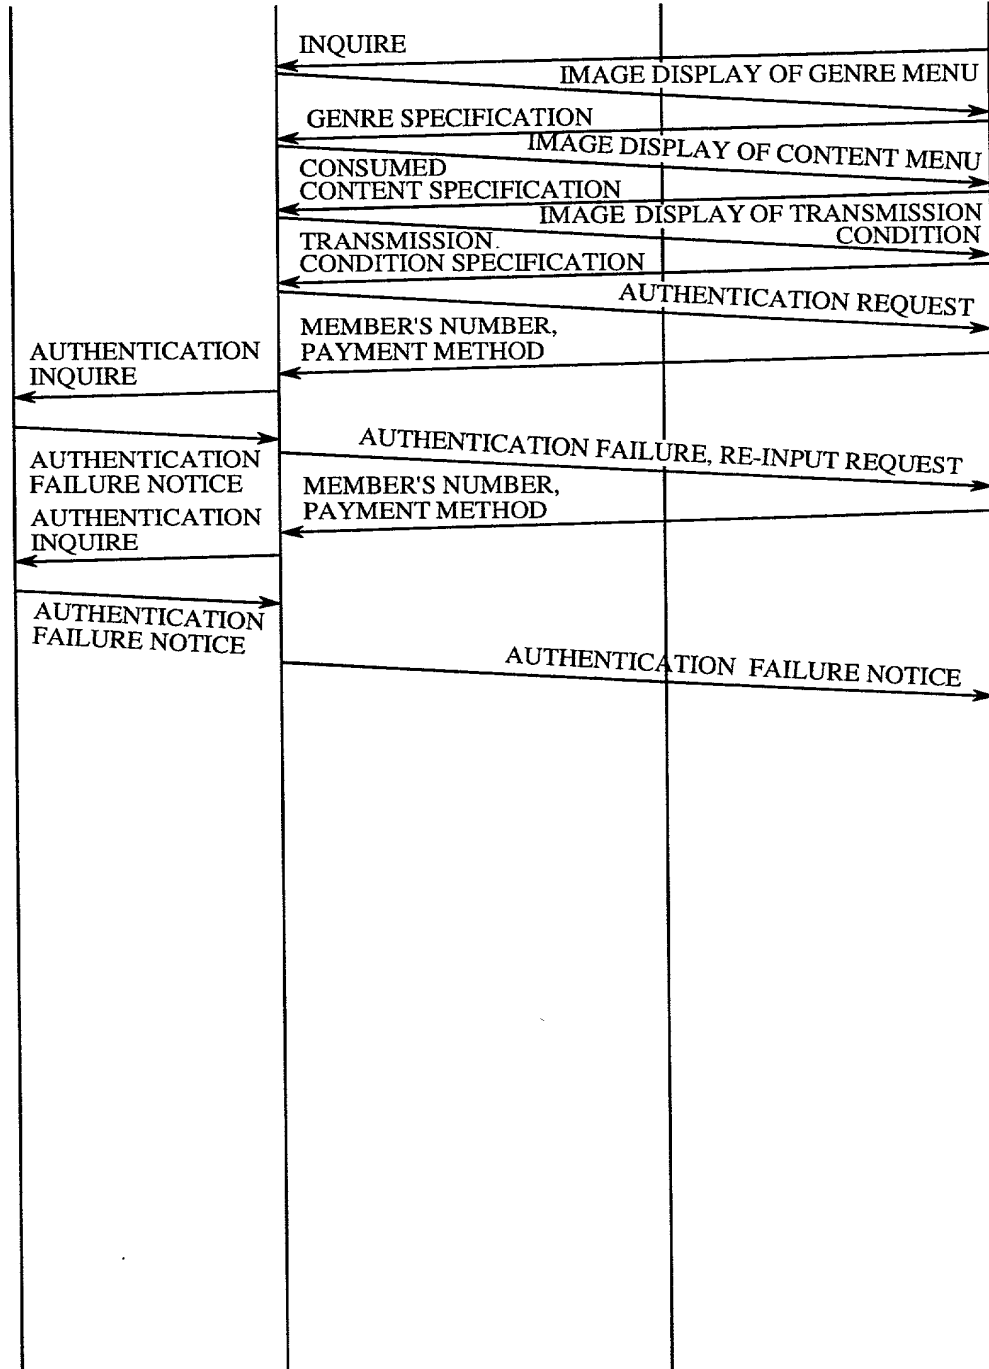 INQUIRE
IMAGE DISPLAY OF GENRE MENU
GENRE SPECIFICATION
IMAGE DISPLAY OF CONTENT MENU
CONSUMED
CONTENT SPECIFICATION
IMAGE DISPLAY OF TRANSMISSION
CONDITION
TRANSMISSION.
CONDITION SPECIFICATION
AUTHENTICATION REQUEST
MEMBER'S NUMBER,
PAYMENT METHOD
AUTHENTICATION
INQUIRE
AUTHENTICATION FAILURE, RE-INPUT REQUEST
AUTHENTICATION
FAILURE NOTICE
MEMBER'S NUMBER,
PAYMENT METHOD
AUTHENTICATION
INQUIRE
AUTHENTICATION
FAILURE NOTICE
AUTHENTICATION FAILURE NOTICE